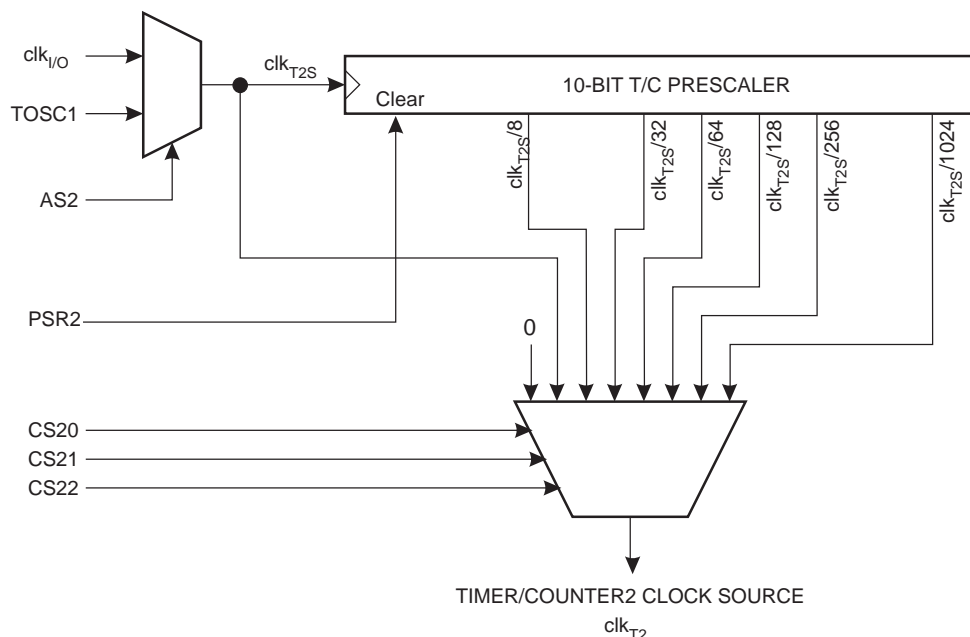 clkI/O
TOSC1
AS2
PSR2
clkT2S
10-BIT T/C PRESCALER
Clear
clkT2S/8
clkT2S/32
clkT2S/64
clkT2S/128
clkT2S/256
clkT2S/1024
0
CS20
CS21
CS22
TIMER/COUNTER2 CLOCK SOURCE
clkT2